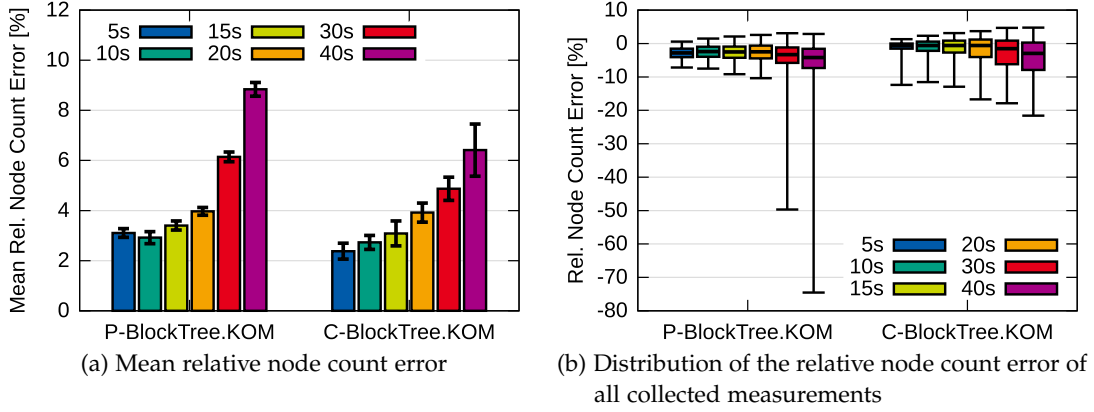 Mean Rel. Node Count Error [%]
12
10
8
6
4
2
0
5s 15s 30s
10s 20s 40s
P-BlockTree.KOM C-BlockTree.KOM
(a) Mean relative node count error
Rel. Node Count Error [%]
10
0
-10
-20
-30
-40
-50
-60
-70
-80
5s 20s
10s 30s
15s 40s
P-BlockTree.KOM C-BlockTree.KOM
(b) Distribution of the relative node count error of
all collected measurements